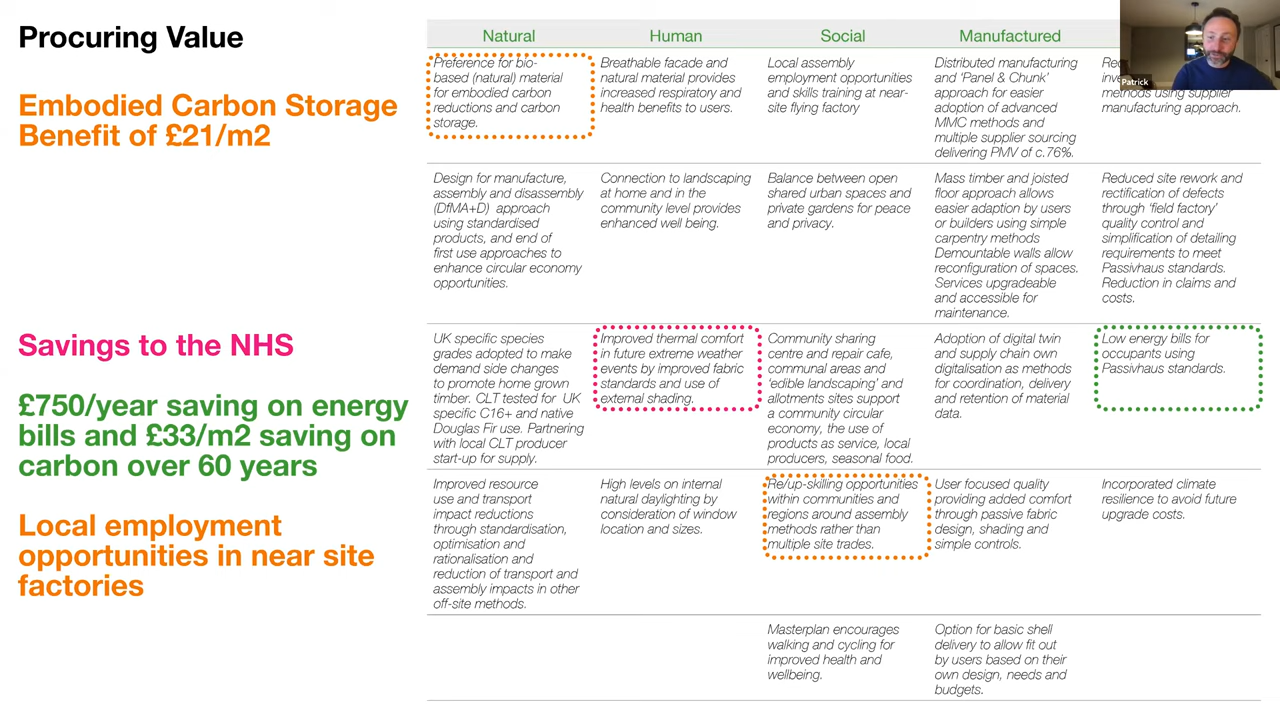 Procuring Value
Embodied Carbon Storage
Benefit of £21/m2
Savings to the NHS
£750/year saving on energy
bills and £33/m2 saving on
carbon over 60 years
Local employment
opportunities in near site
factories
Natural
Human
Social
Manufactured
Patrick
Preference for bio-
based (natural) material
for embodied carbon
reductions and carbon
storage.
Breathable facade and
natural material provides
increased respiratory and
health benefits to users.
Local assembly
employment opportunities
and skills training at near-
site flying factory
Distributed manufacturing
and ‘Panel & Chunk’
approach for easier
adoption of advanced
MMC methods and
multiple supplier sourcing
delivering PMV of c.76%.
methods using supplier
manufacturing approach.
Design for manufacture,
assembly and disassembly
(DfMA+D) approach
using standardised
products, and end of
first use approaches to
enhance circular economy
opportunities.
Connection to landscaping
at home and in the
community level provides
enhanced well being.
Balance between open
shared urban spaces and
private gardens for peace
and privacy.
Mass timber and joisted
floor approach allows
easier adaption by users
or builders using simple
carpentry methods
Demountable walls allow
reconfiguration of spaces.
Services upgradeable
and accessible for
maintenance.
Reduced site rework and
rectification of defects
through ‘field factory’
quality control and
simplification of detailing
requirements to meet
Passivhaus standards.
Reduction in claims and
costs.
UK specific species
grades adopted to make
demand side changes
to promote home grown
timber. CLT tested for UK
specific C16+ and native
Douglas Fir use. Partnering
with local CLT producer
start-up for supply.
Improved thermal comfort
in future extreme weather
events by improved fabric
standards and use of
external shading.
Community sharing
centre and repair cafe,
communal areas and
‘edible landscaping’ and
allotments sites support
a community circular
economy, the use of
products as service, local
producers, seasonal food.
Adoption of digital twin
and supply chain own
digitalisation as methods
for coordination, delivery
and retention of material
data.
Low energy bills for
occupants using
Passivhaus standards.
Improved resource
use and transport
impact reductions
through standardisation,
optimisation and
rationalisation and
reduction of transport and
assembly impacts in other
off-site methods.
High levels on internal
natural daylighting by
consideration of window
location and sizes.
Re/up-skilling opportunities
within communities and
regions around assembly
methods rather than
multiple site trades.
User focused quality
providing added comfort
through passive fabric
design, shading and
simple controls.
Incorporated climate
resilience to avoid future
upgrade costs.
Masterplan encourages
walking and cycling for
improved health and
wellbeing.
Option for basic shell
delivery to allow fit out
by users based on their
own design, needs and
budgets.